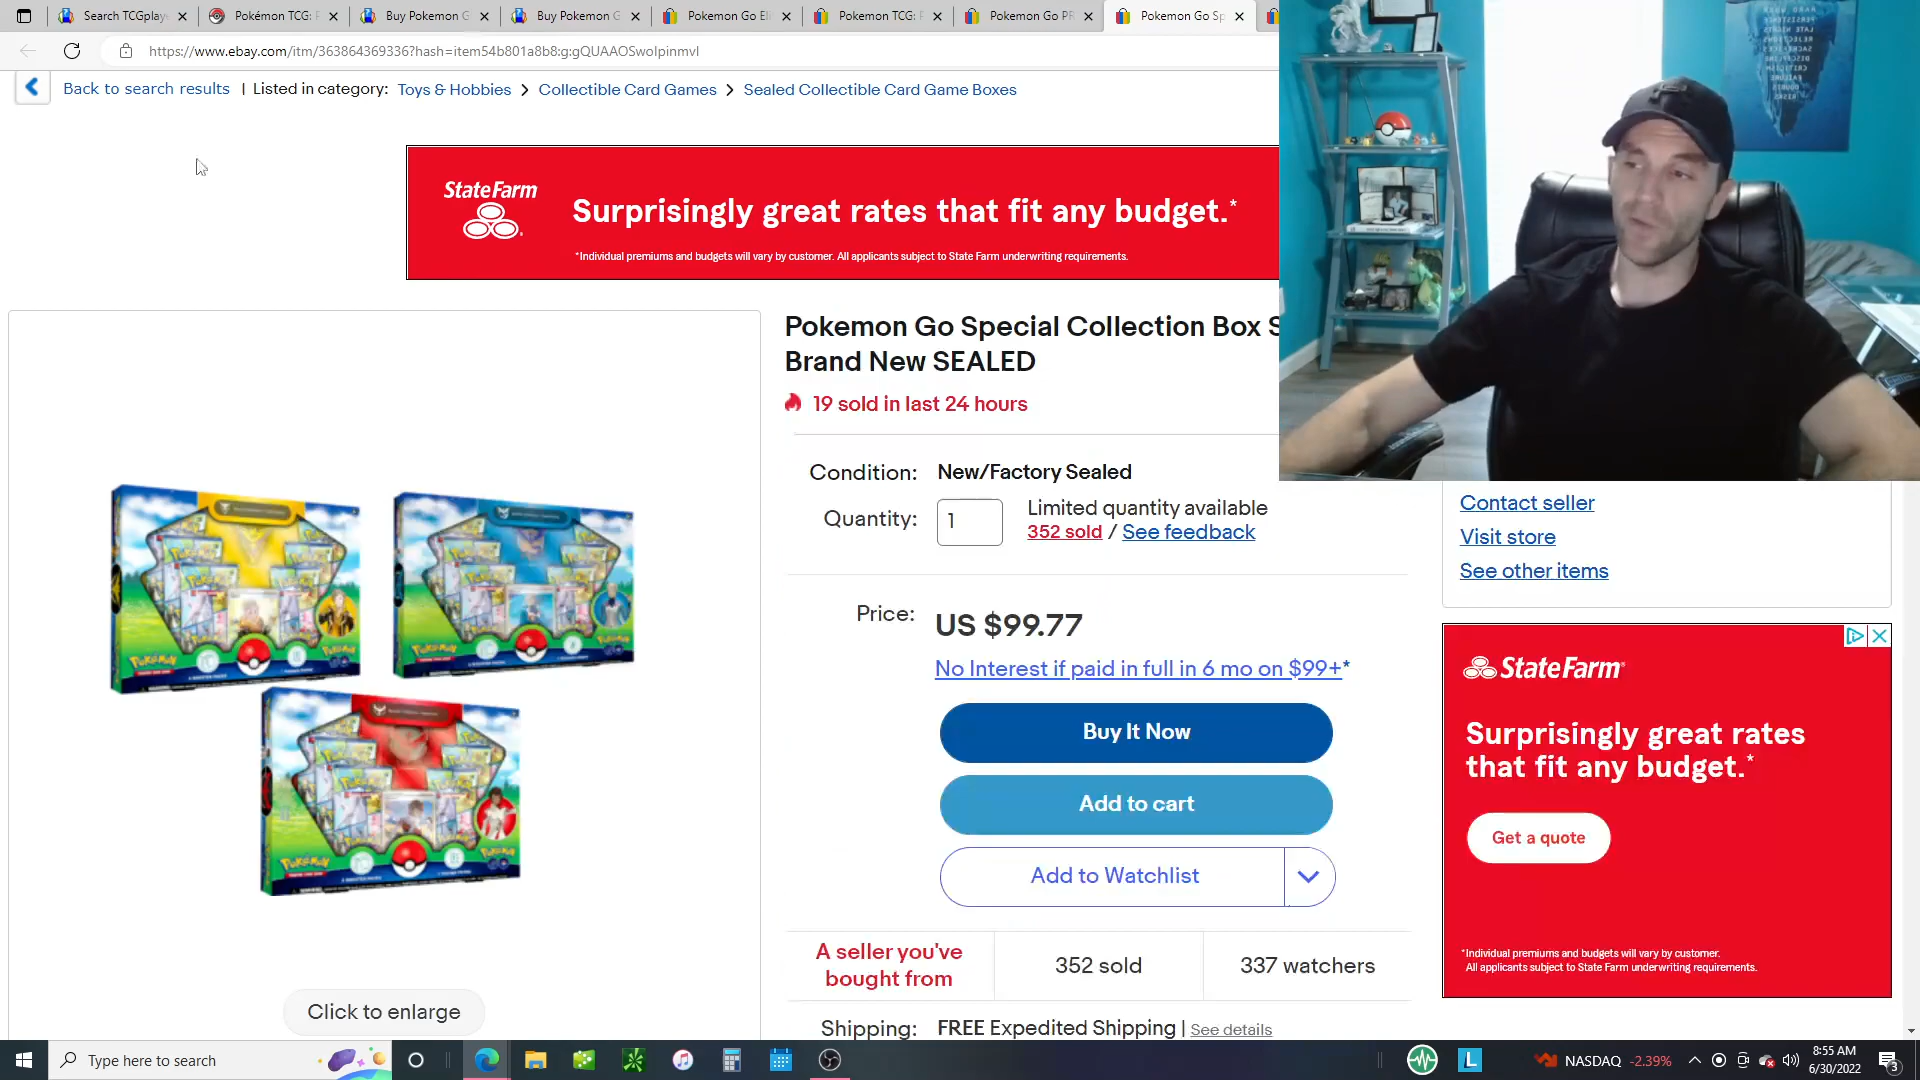 Search TCGplaye
Pokémon TCG: F
Buy Pokemon G
Buy Pokemon G
Pokemon Go Eli
Pokemon TCG: F
Pokemon Go PR
Pokemon Go Sp
https://www.ebay.com/itm/363864369336?hash=item54b801a8b8:g:gQUAAOSwoIpinmvl
Back to search results | Listed in category: Toys & Hobbies > Collectible Card Games > Sealed Collectible Card Game Boxes
StateFarm
Surprisingly great rates that fit any budget.*
*Individual premiums and budgets will vary by customer. All applicants subject to State Farm underwriting requirements.
Pokemon Go Special Collection Box S
Brand New SEALED
19 sold in last 24 hours
Condition: New/Factory Sealed
Quantity: 1
Limited quantity available
352 sold / See feedback
Price: US $99.77
No Interest if paid in full in 6 mo on $99+*
Buy It Now
Add to cart
Add to Watchlist
A seller you've
bought from
352 sold
337 watchers
Shipping: FREE Expedited Shipping | See details
Click to enlarge
Contact seller
Visit store
See other items
StateFarm
Surprisingly great rates
that fit any budget.*
Get a quote
*Individual premiums and budgets will vary by customer.
All applicants subject to State Farm underwriting requirements.
Type here to search
NASDAQ -2.39%
8:55 AM
6/30/2022
3